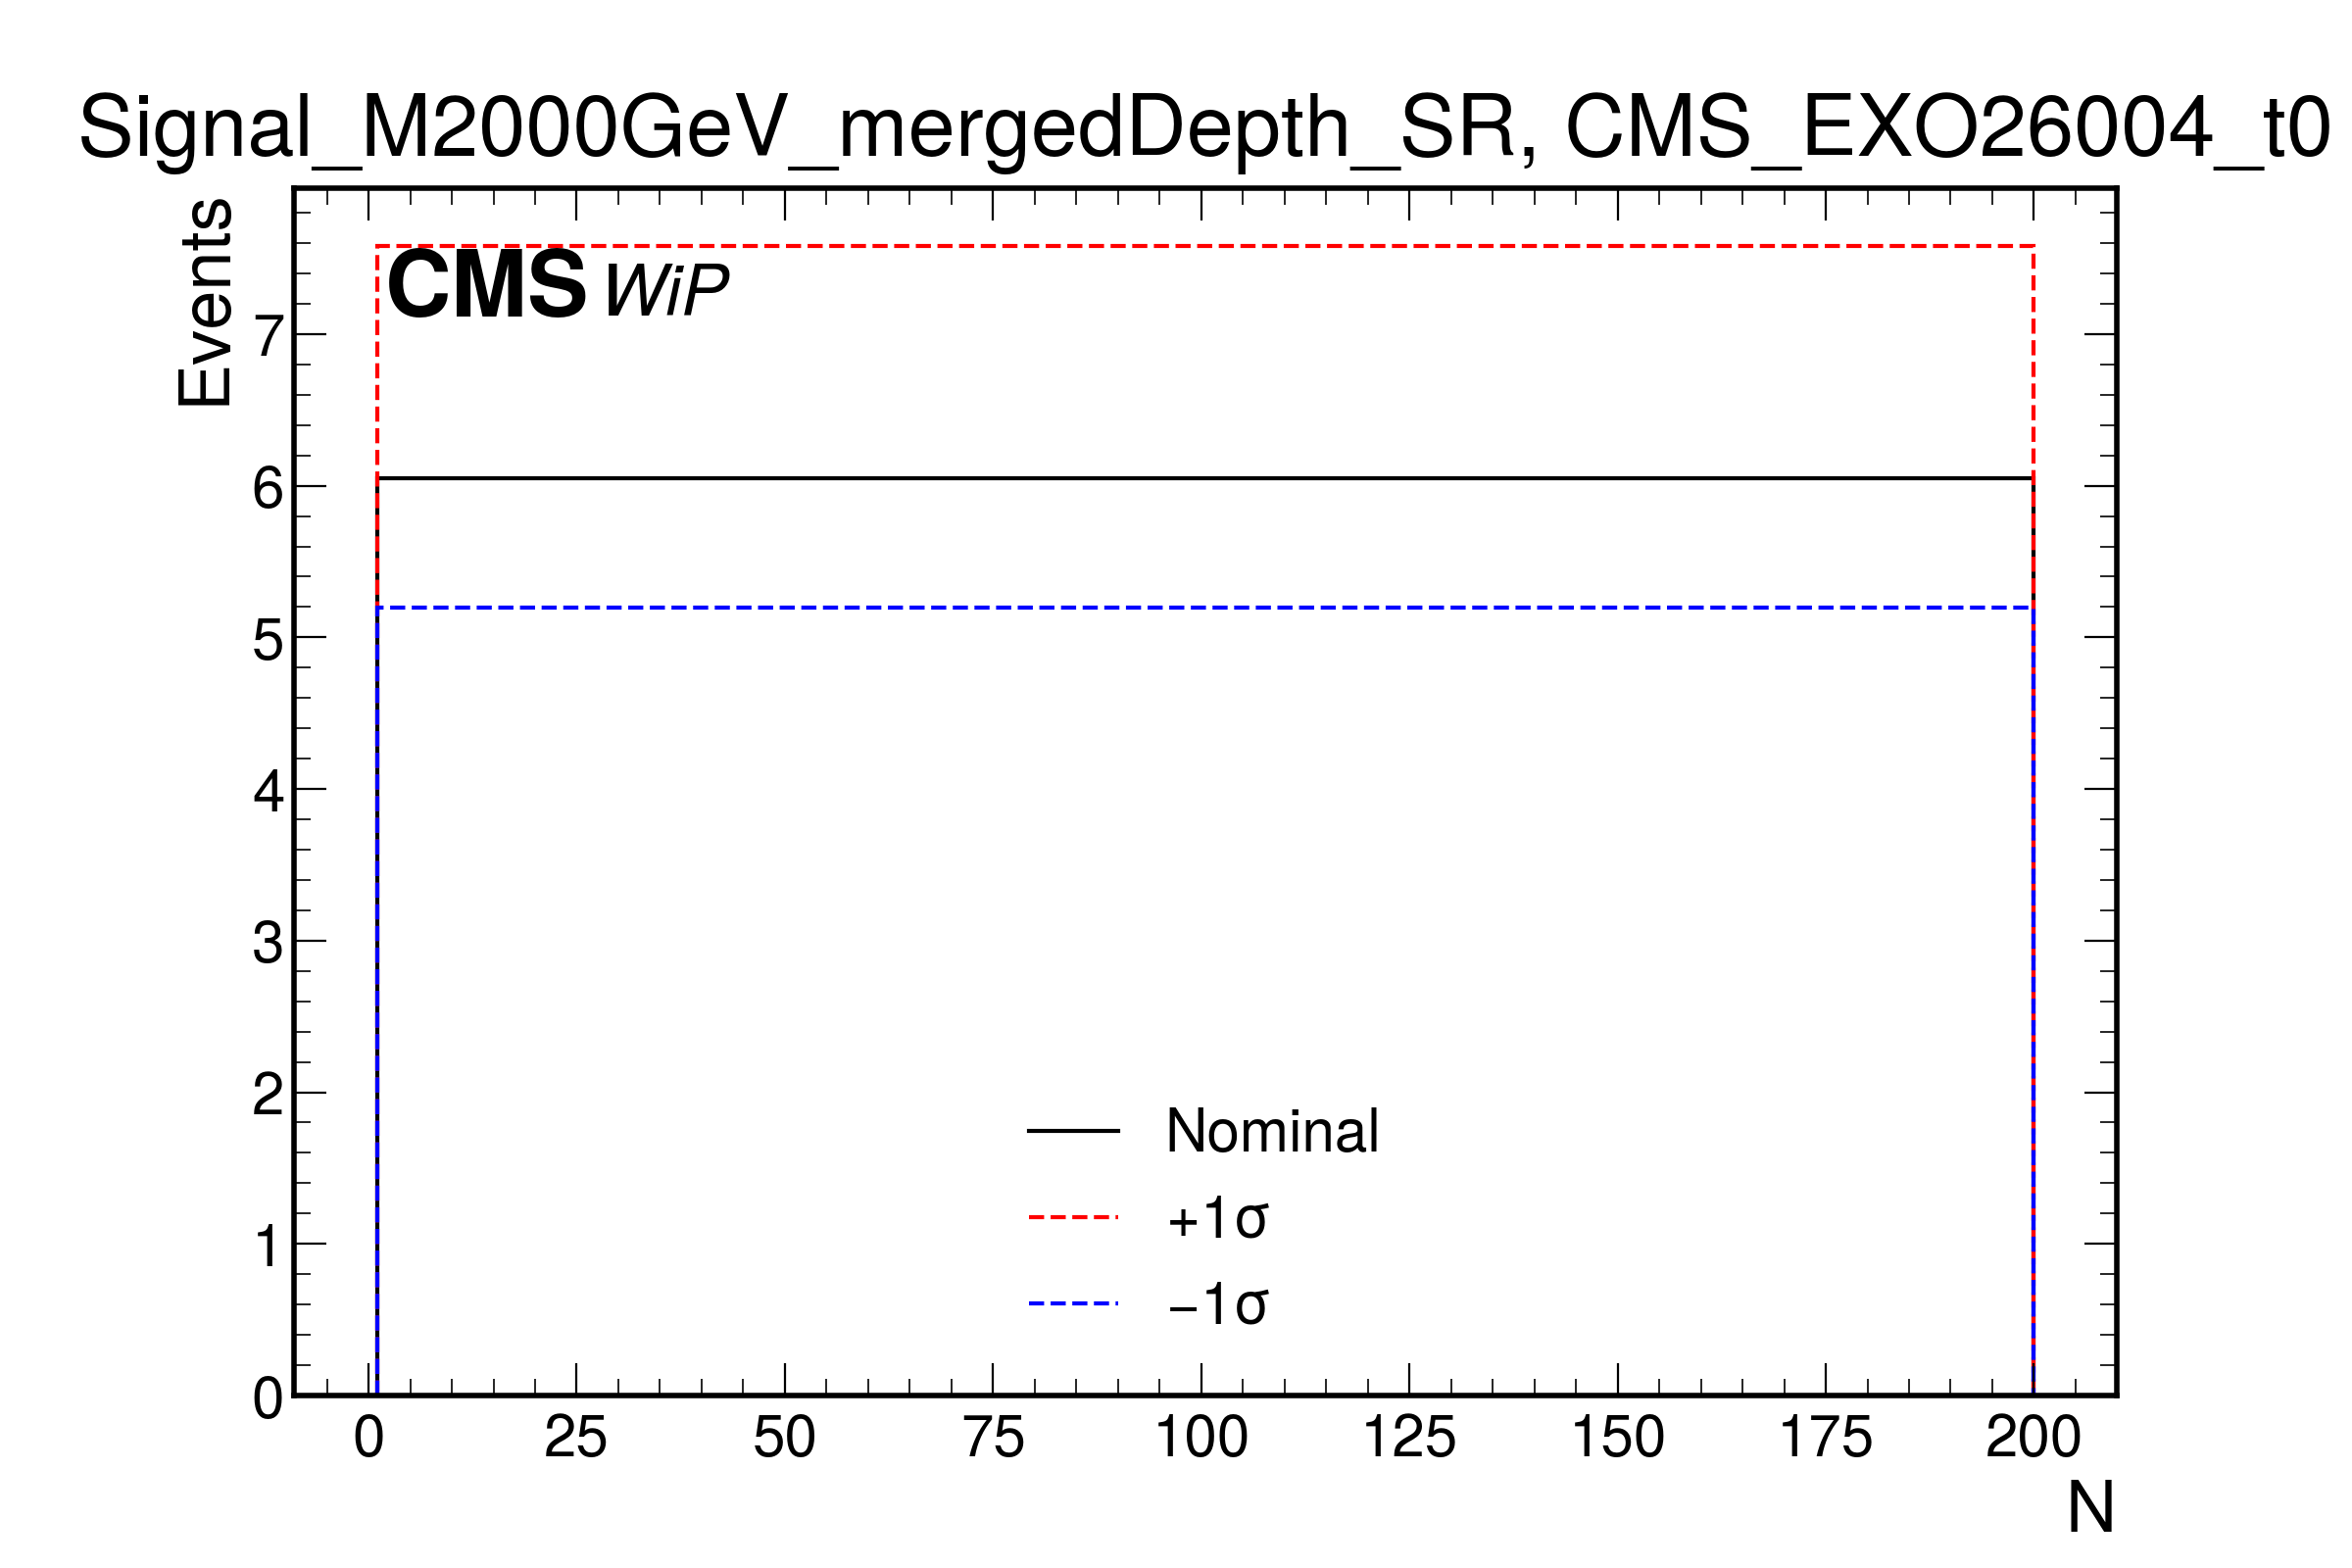 Signal_M2000GeV_mergedDepth_SR, CMS_EXO26004_t0
Events
CMS WiP
7
6
5
4
3
2
1
0
Nominal
+1σ
−1σ
0 25 50 75 100 125 150 175 200
N